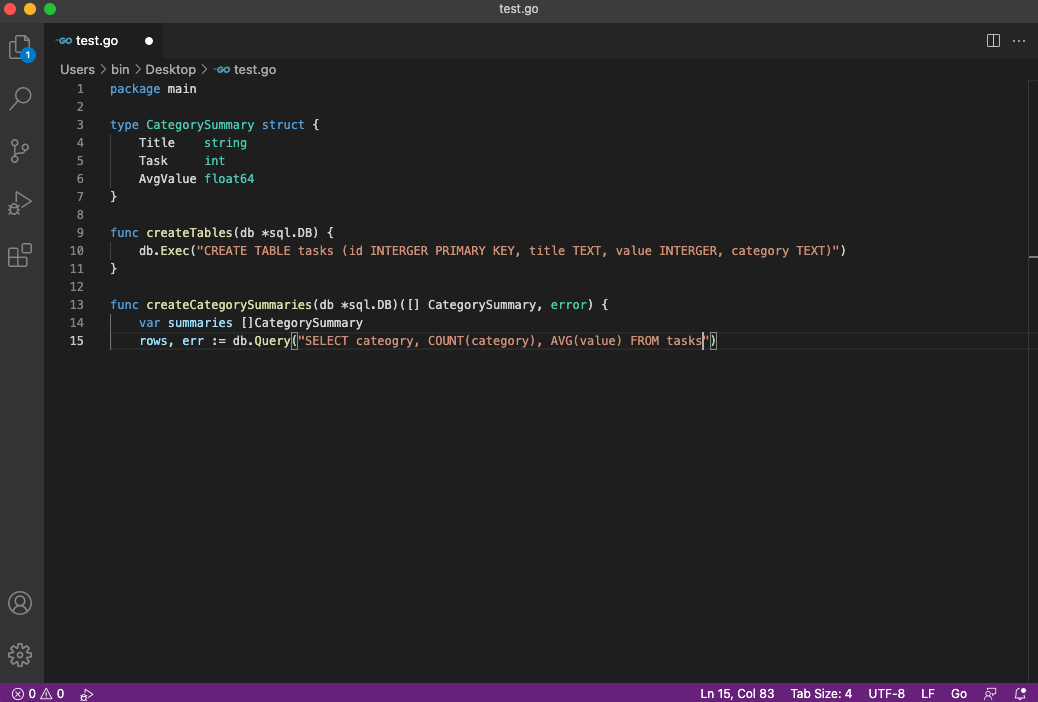 test.go
GO test.go
Users > bin > Desktop > GO test.go
1 package main
2
3 type CategorySummary struct {
4 Title string
5 Task int
6 AvgValue float64
7 }
8
9 func createTables(db *sql.DB) {
10 db.Exec("CREATE TABLE tasks (id INTERGER PRIMARY KEY, title TEXT, value INTERGER, category TEXT)")
11 }
12
13 func createCategorySummaries(db *sql.DB)([] CategorySummary, error) {
14 var summaries []CategorySummary
15 rows, err := db.Query("SELECT cateogry, COUNT(category), AVG(value) FROM tasks")
1
0 0 Ln 15, Col 83 Tab Size: 4 UTF-8 LF Go